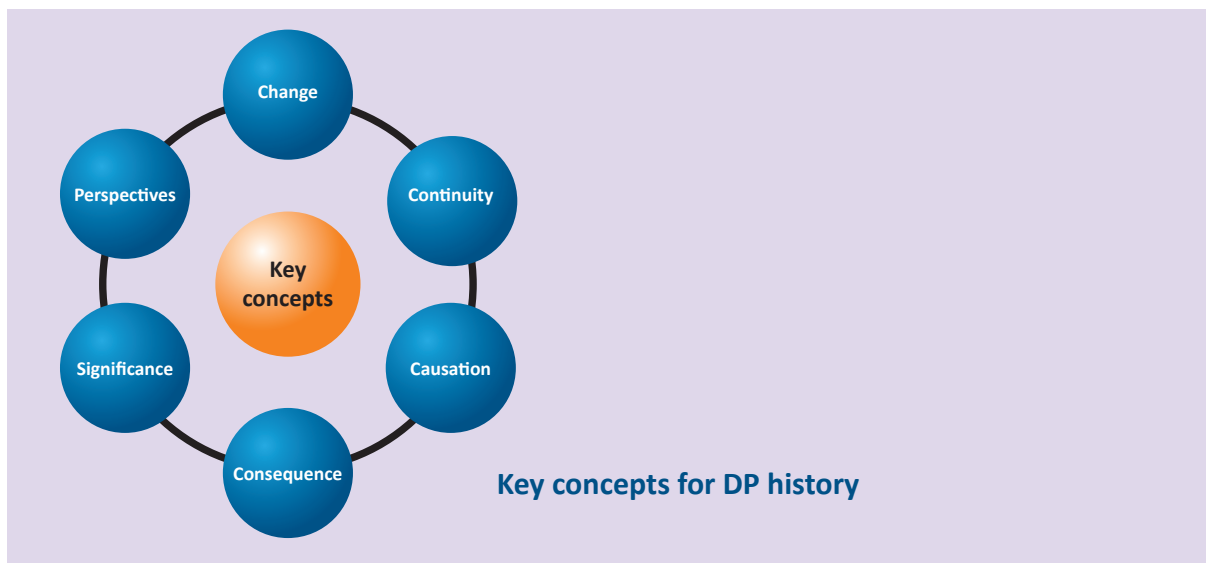 Change
Perspectives
Continuity
Key
concepts
Significance
Causation
Consequence
Key concepts for DP history